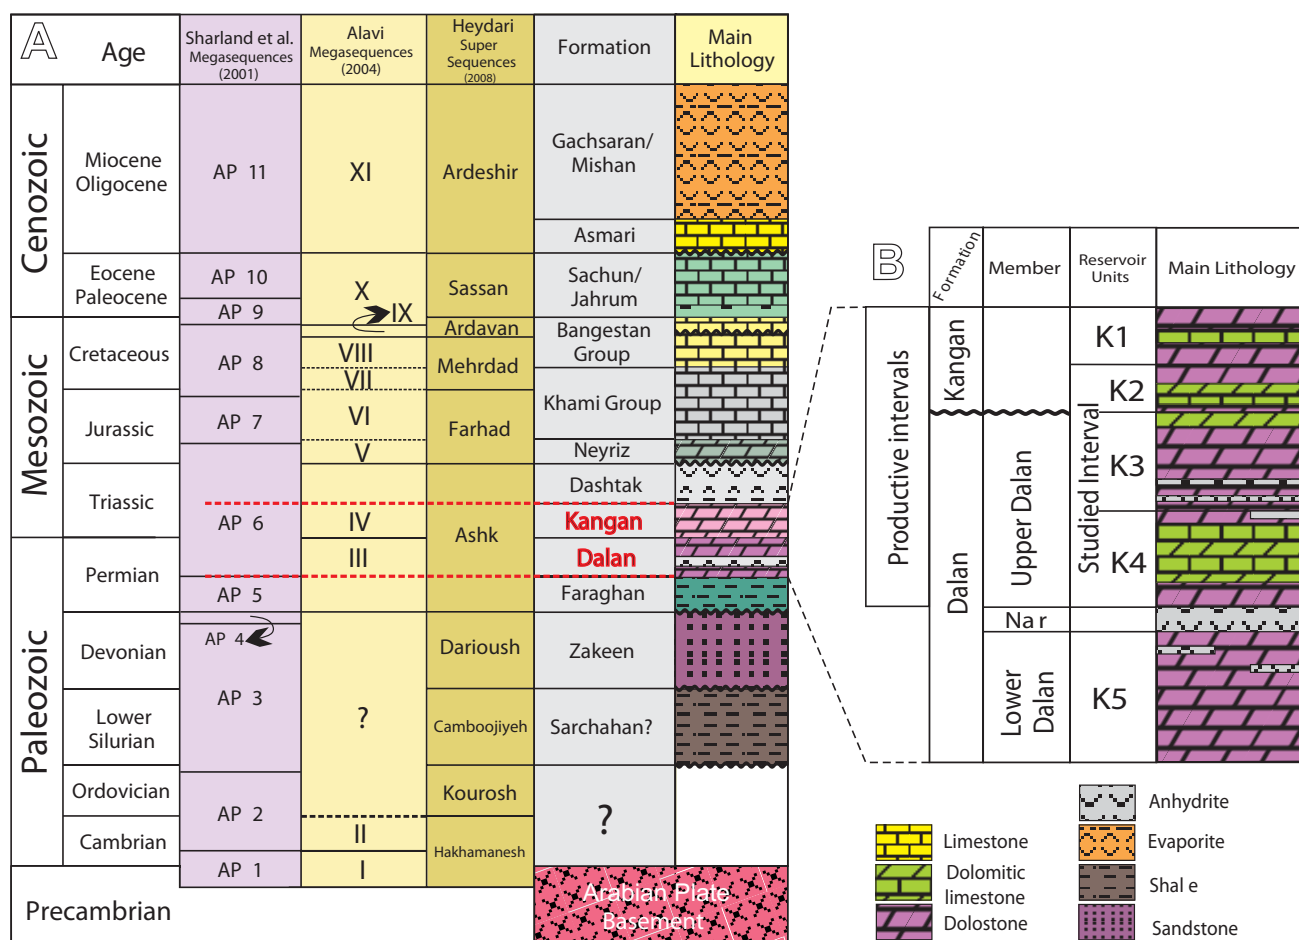 A
Age
Sharland et al.
Megasequences
(2001)
Alavi
Megasequences
(2004)
Heydari
Super
Sequences
(2008)
Formation
Main
Lithology
Cenozoic
Mesozoic
Paleozoic
Miocene
Oligocene
Eocene
Paleocene
Cretaceous
Jurassic
Triassic
Permian
Devonian
Lower
Silurian
Ordovician
Cambrian
Precambrian
AP 11
AP 10
AP 9
AP 8
AP 7
AP 6
AP 5
AP 4
AP 3
AP 2
AP 1
XI
X
IX
VIII
VII
VI
V
IV
III
?
II
I
Ardeshir
Sassan
Ardavan
Mehrdad
Farhad
Ashk
Darioush
Camboojiyeh
Kourosh
Hakhamanesh
Gachsaran/
Mishan
Asmari
Sachun/
Jahrum
Bangestan
Group
Khami Group
Neyriz
Dashtak
Kangan
Dalan
Faraghan
Zakeen
Sarchahan?
?
Arabian Plate
Basement
B
Formation
Member
Reservoir
Units
Main Lithology
Productive intervals
Kangan
Dalan
Upper Dalan
Nar
Lower
Dalan
Studied Interval
K1
K2
K3
K4
K5
Limestone
Dolomitic
limestone
Dolostone
Anhydrite
Evaporite
Shal e
Sandstone